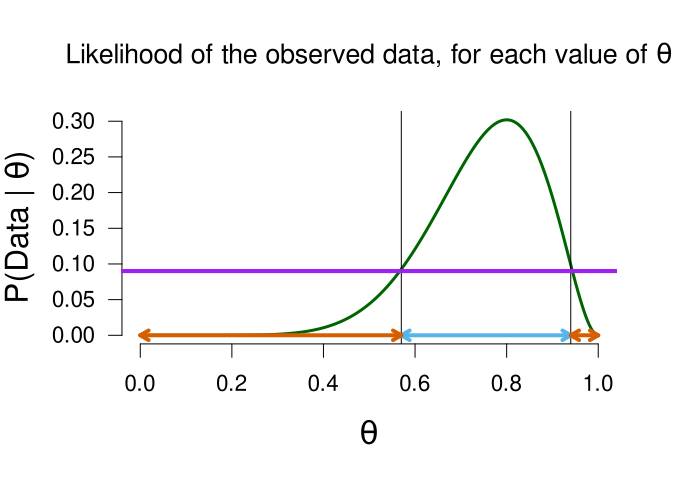 Likelihood of the observed data, for each value of θ
P(Data | θ)
0.30
0.25
0.20
0.15
0.10
0.05
0.00
0.0 0.2 0.4 0.6 0.8 1.0
θ